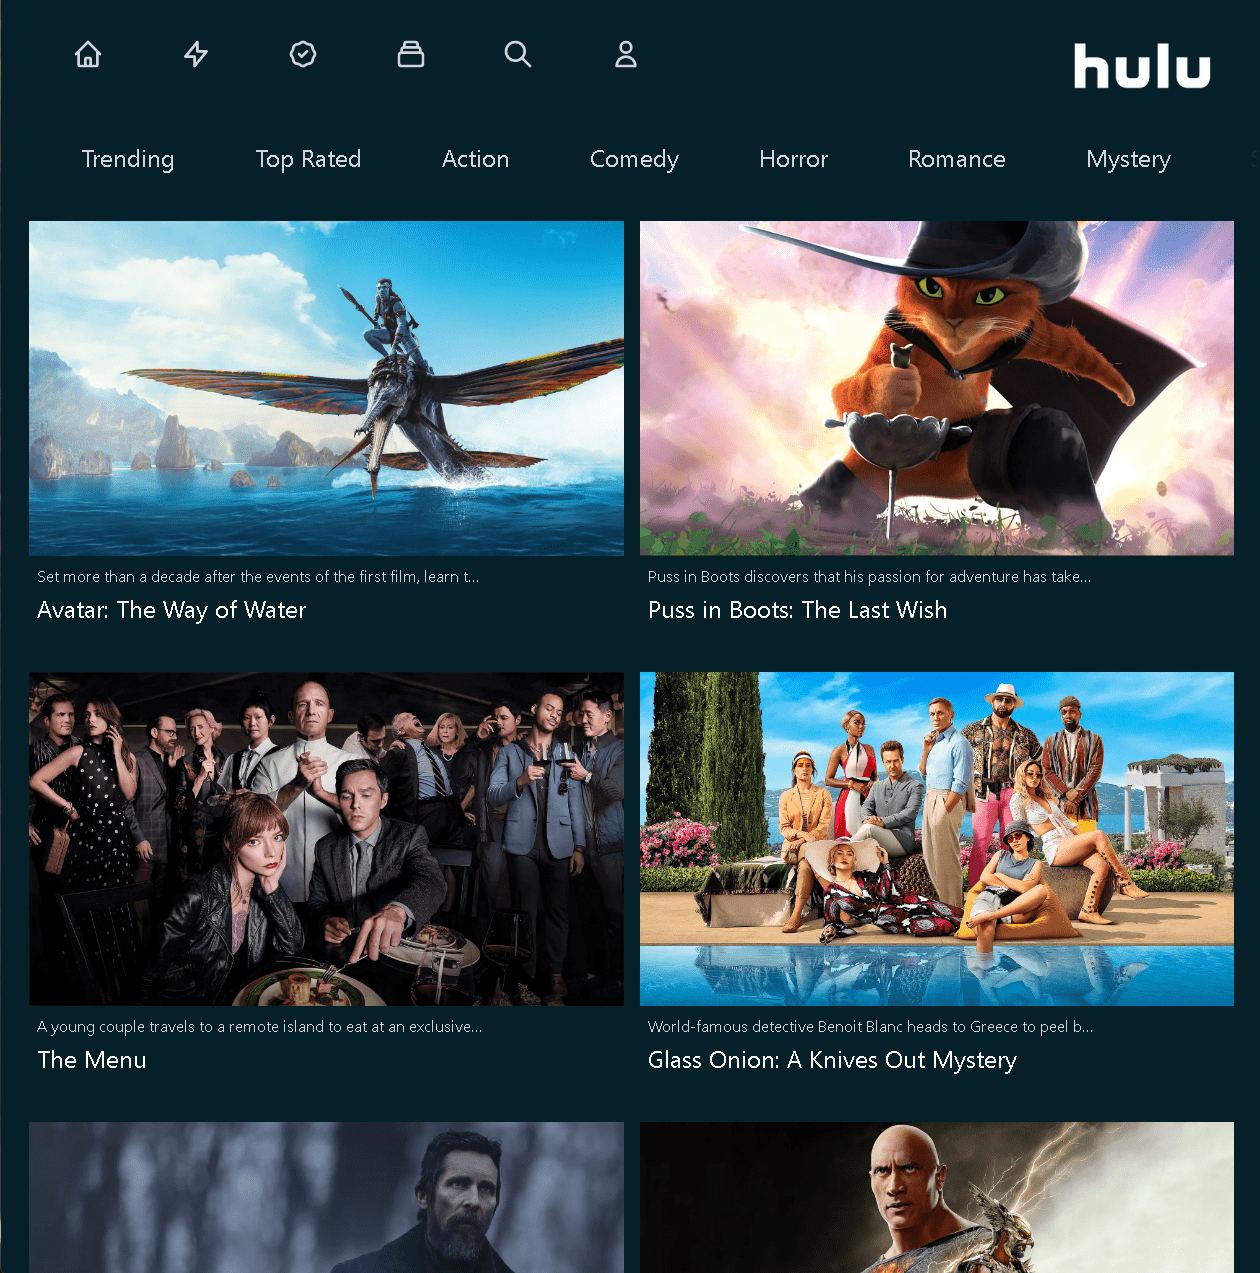 hulu
Trending
Top Rated
Action
Comedy
Horror
Romance
Mystery
Set more than a decade after the events of the first film, learn t...
Avatar: The Way of Water
Puss in Boots discovers that his passion for adventure has take...
Puss in Boots: The Last Wish
A young couple travels to a remote island to eat at an exclusive...
The Menu
World-famous detective Benoit Blanc heads to Greece to peel b...
Glass Onion: A Knives Out Mystery